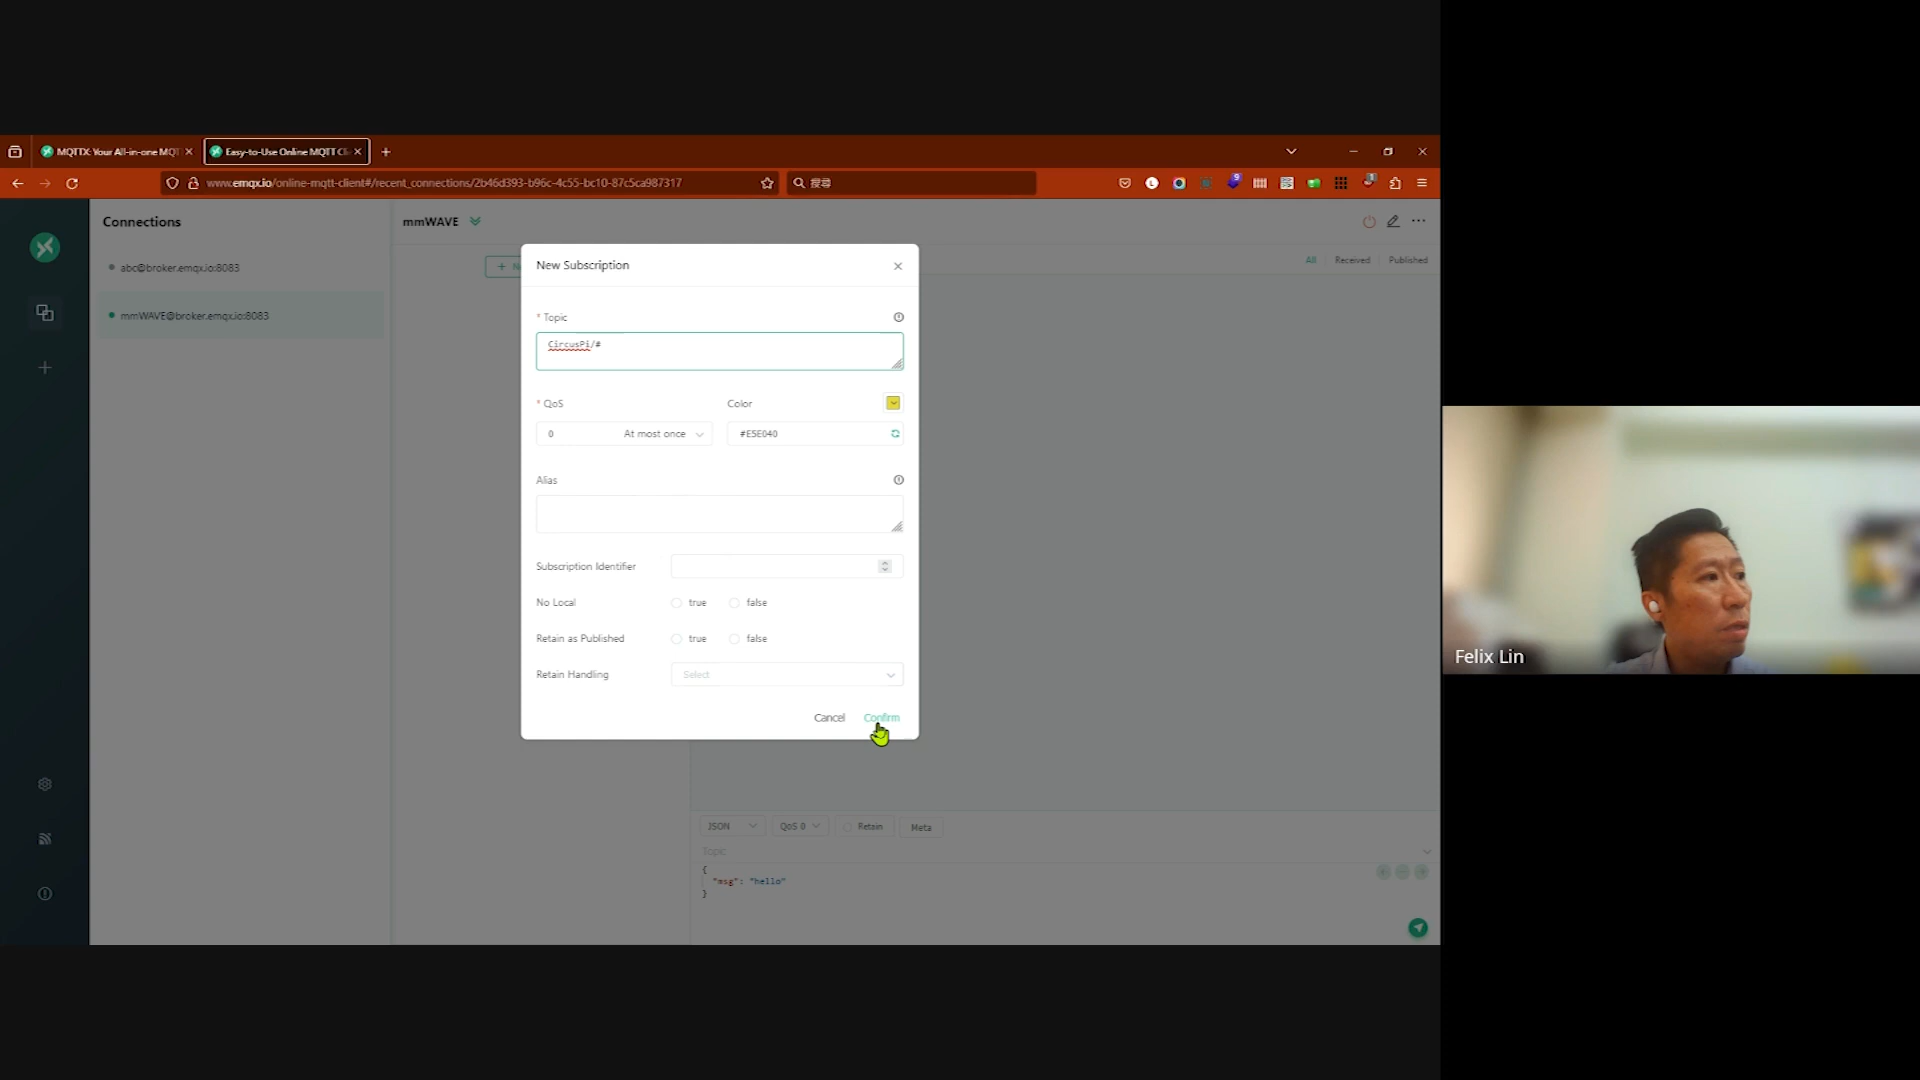 MQTTX: Your All-in-one MQT
Easy-to-Use Online MQTT Cli
www.emqx.io/online-mqtt-client#/recent_connections/2b46d393-b96c-4c55-bc10-87c5ca987317
搜尋
Connections
mmWAVE
abc@broker.emqx.io:8083
mmWAVE@broker.emqx.io:8083
All
Received
Published
New Subscription
* Topic
CircusPi/#
* QoS
Color
0
At most once
#E5E040
Alias
Subscription Identifier
No Local
true
false
Retain as Published
true
false
Retain Handling
Select
Cancel
Confirm
JSON
QoS 0
Retain
Meta
Topic
{
"msg": "hello"
}
Felix Lin